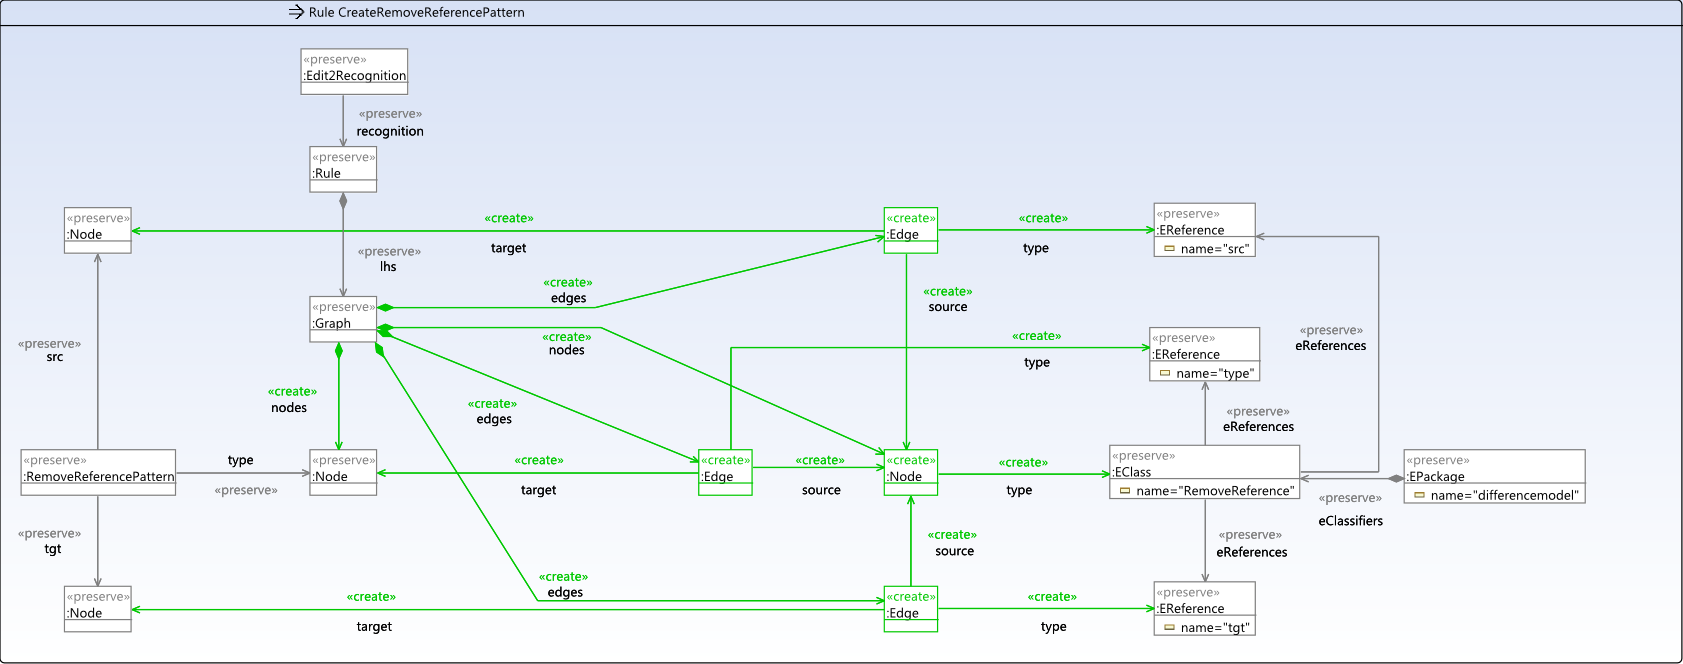 Rule CreateRemoveReferencePattern
«preserve»
:Edit2Recognition
«preserve»
recognition
«preserve»
:Rule
«preserve»
:Node
«create»
target
«create»
:Edge
«create»
type
«preserve»
:EReference
name="src"
«preserve»
lhs
«create»
edges
«create»
source
«preserve»
:Graph
«create»
nodes
«create»
type
«preserve»
:EReference
name="type"
«preserve»
eReferences
«preserve»
src
«create»
nodes
«create»
edges
«preserve»
eReferences
«preserve»
:RemoveReferencePattern
type
«preserve»
«preserve»
:Node
«create»
target
«create»
:Edge
«create»
source
«create»
:Node
«create»
type
«preserve»
:EClass
name="RemoveReference"
«preserve»
eClassifiers
«preserve»
:EPackage
name="differencemodel"
«preserve»
tgt
«create»
source
«preserve»
eReferences
«create»
edges
«preserve»
:Node
«create»
target
«create»
:Edge
«create»
type
«preserve»
:EReference
name="tgt"